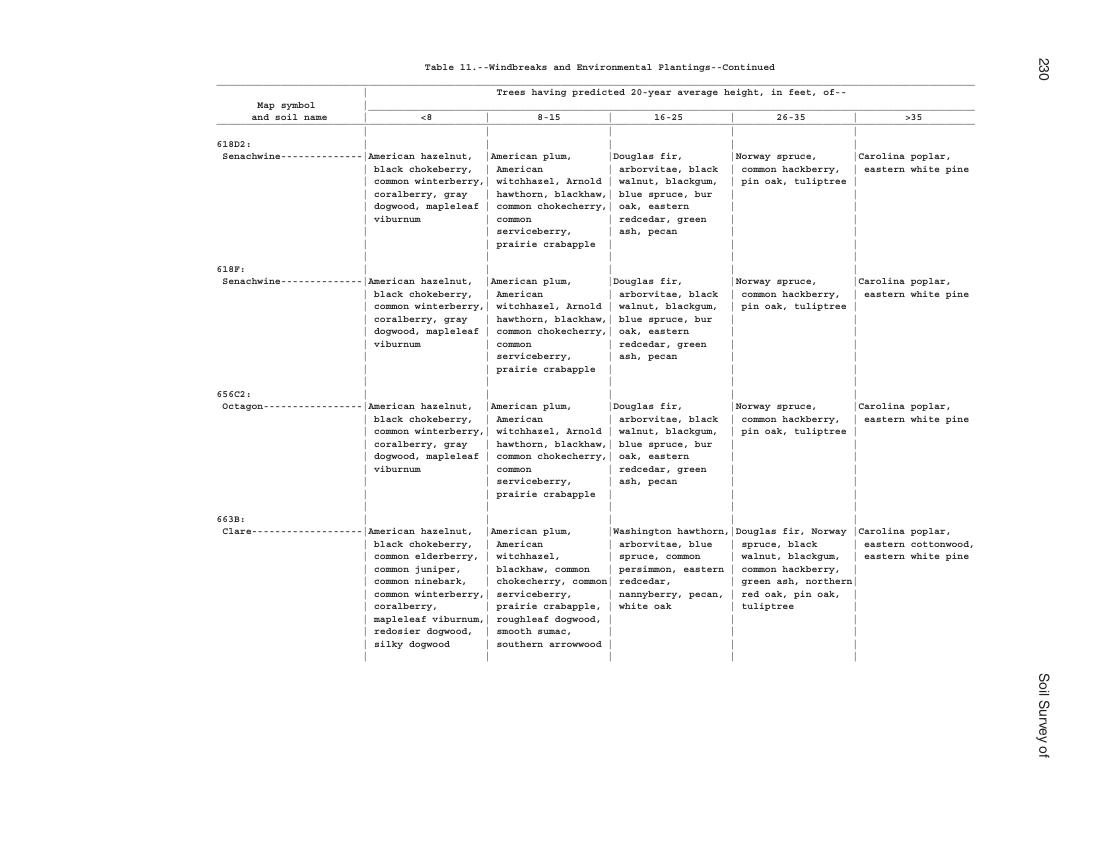 Table 11.--Windbreaks and Environmental Plantings--Continued
Trees having predicted 20-year average height, in feet, of--
Map symbol
and soil name <8 8-15 16-25 26-35 >35
618D2:
Senachwine-------------- American hazelnut, American plum, Douglas fir, Norway spruce, Carolina poplar,
black chokeberry, American arborvitae, black common hackberry, eastern white pine
common winterberry, witchhazel, Arnold walnut, blackgum, pin oak, tuliptree
coralberry, gray hawthorn, blackhaw, blue spruce, bur
dogwood, mapleleaf common chokecherry, oak, eastern
viburnum common redcedar, green
serviceberry, ash, pecan
prairie crabapple
618F:
Senachwine-------------- American hazelnut, American plum, Douglas fir, Norway spruce, Carolina poplar,
black chokeberry, American arborvitae, black common hackberry, eastern white pine
common winterberry, witchhazel, Arnold walnut, blackgum, pin oak, tuliptree
coralberry, gray hawthorn, blackhaw, blue spruce, bur
dogwood, mapleleaf common chokecherry, oak, eastern
viburnum common redcedar, green
serviceberry, ash, pecan
prairie crabapple
656C2:
Octagon----------------- American hazelnut, American plum, Douglas fir, Norway spruce, Carolina poplar,
black chokeberry, American arborvitae, black common hackberry, eastern white pine
common winterberry, witchhazel, Arnold walnut, blackgum, pin oak, tuliptree
coralberry, gray hawthorn, blackhaw, blue spruce, bur
dogwood, mapleleaf common chokecherry, oak, eastern
viburnum common redcedar, green
serviceberry, ash, pecan
prairie crabapple
663B:
Clare------------------- American hazelnut, American plum, Washington hawthorn, Douglas fir, Norway Carolina poplar,
black chokeberry, American arborvitae, blue spruce, black eastern cottonwood,
common elderberry, witchhazel, spruce, common walnut, blackgum, eastern white pine
common juniper, blackhaw, common persimmon, eastern common hackberry,
common ninebark, chokecherry, common redcedar, green ash, northern
common winterberry, serviceberry, nannyberry, pecan, red oak, pin oak,
coralberry, prairie crabapple, white oak tuliptree
mapleleaf viburnum, roughleaf dogwood,
redosier dogwood, smooth sumac,
silky dogwood southern arrowwood
230
Soil Survey of